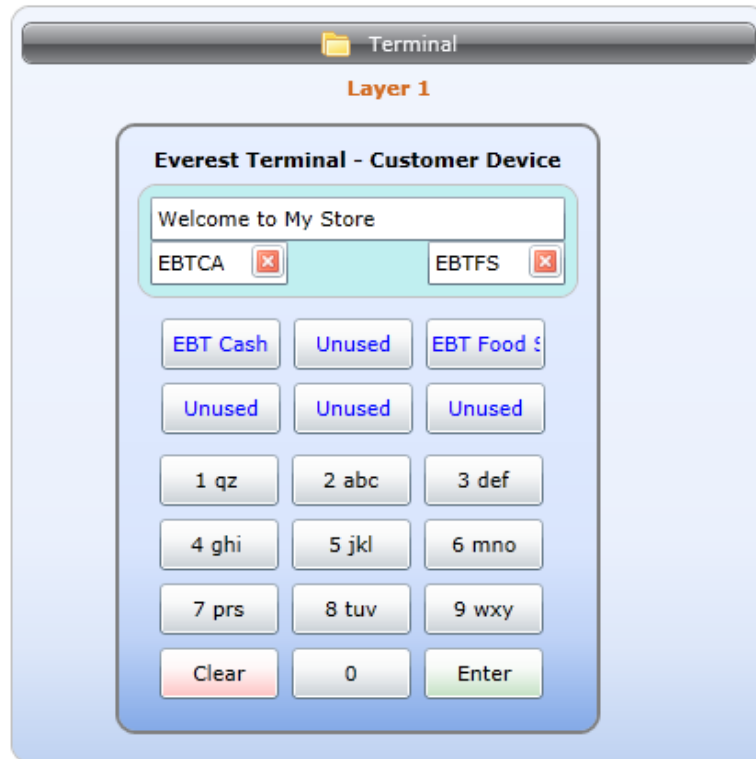 Terminal
Layer 1
Everest Terminal - Customer Device
Welcome to My Store
EBTCA EBTFS
EBT Cash Unused EBT Food S
Unused Unused Unused
1 qz 2 abc 3 def
4 ghi 5 jkl 6 mno
7 prs 8 tuv 9 wxy
Clear 0 Enter